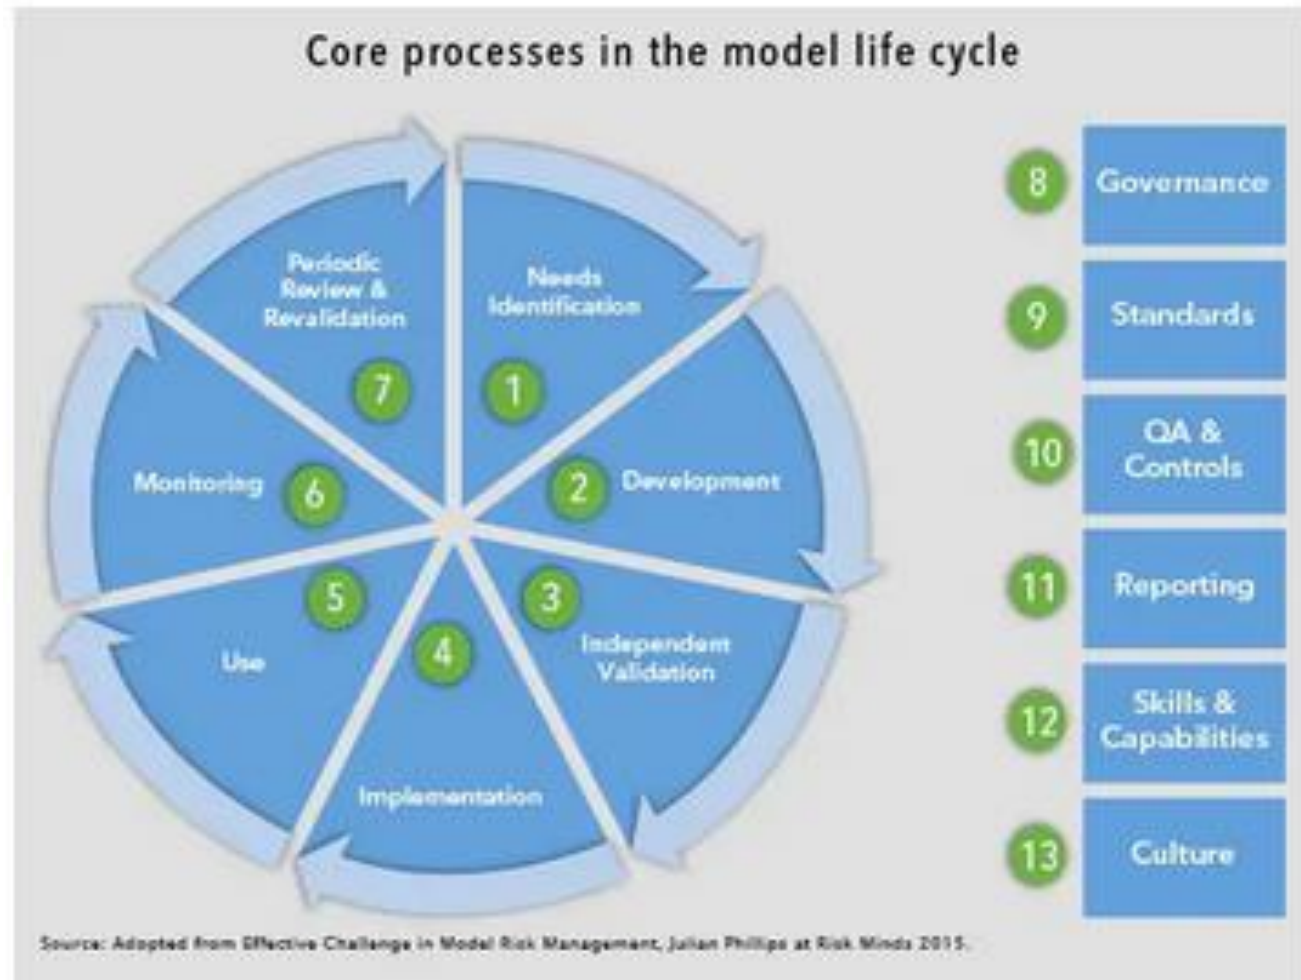 Core processes in the model life cycle
Periodic
Review &
Revalidation
7
Needs
Identification
1
2
Development
3
Independent
Validation
4
Implementation
5
Use
6
Monitoring
8
Governance
9
Standards
10
QA &
Controls
11
Reporting
12
Skills &
Capabilities
13
Culture
Source: Adopted from Effective Challenge in Model Risk Management, Julian Phillips at Risk Minds 2015.